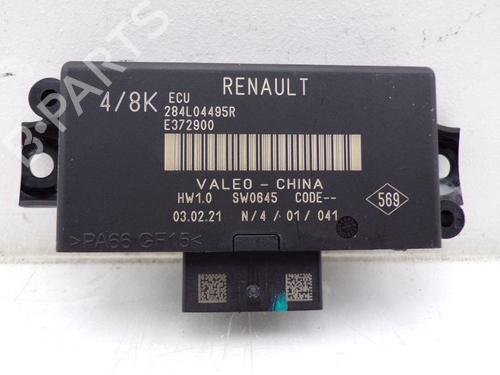 RENAULT
4/8K ECU
284L04495R
E372900
VALEO - CHINA
HW1.0 SW0645 CODE--
03.02.21 N/4/01/041
569
>PA66 GF15<
B-PARTS